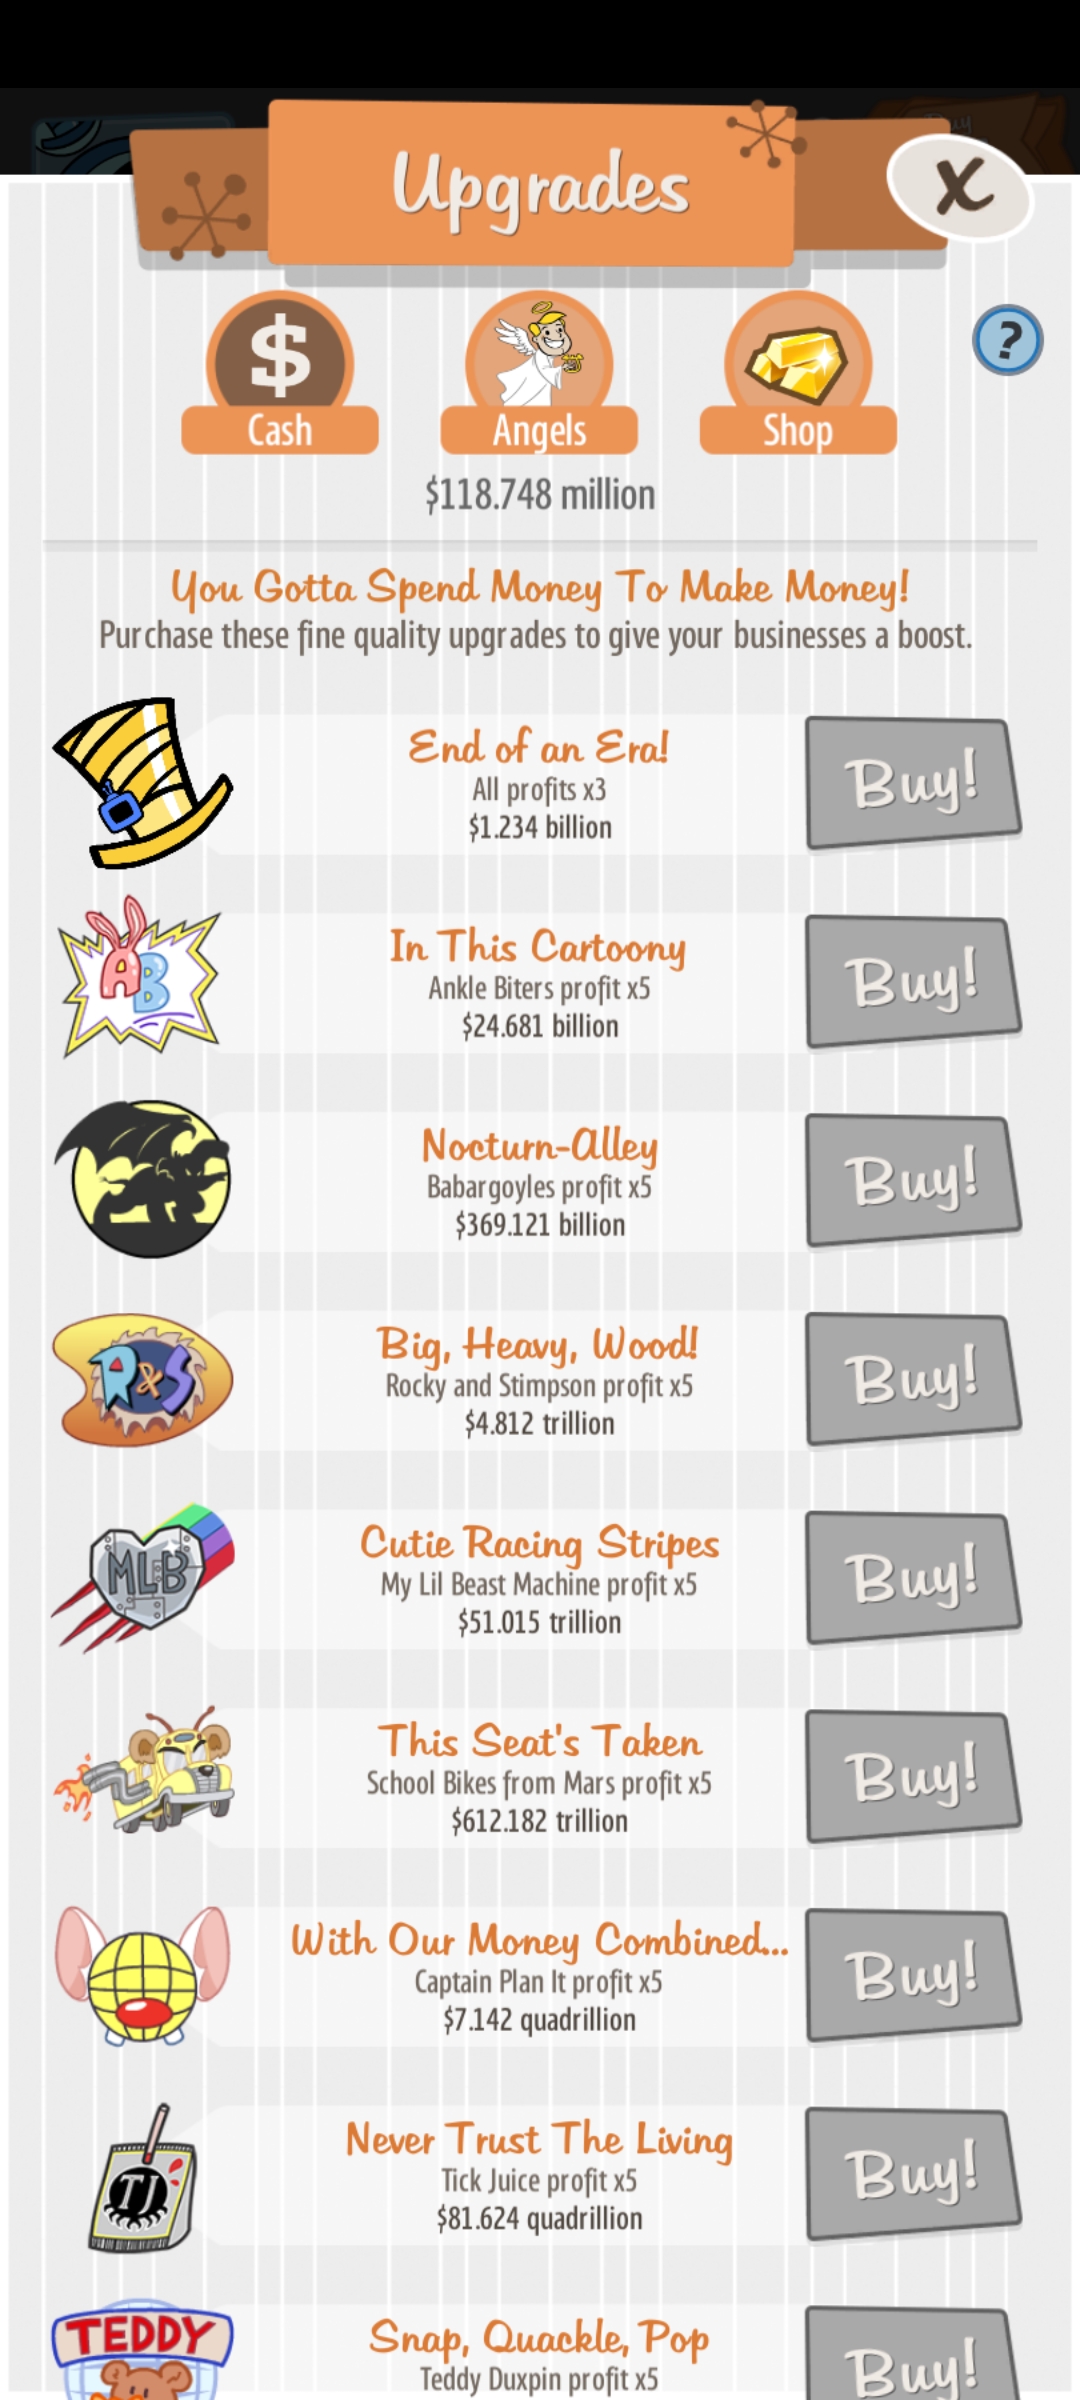 uy
Upgrades
X
$
?
Cash
Angels
Shop
$118.748 million
You Gotta Spend Money To Make Money!
Purchase these fine quality upgrades to give your businesses a boost.
End of an Era!
All profits x3
$1.234 billion
Buy!
AB
In This Cartoony
Ankle Biters profit x5
$24.681 billion
Buy!
Nocturn-Alley
Babargoyles profit x5
$369.121 billion
Buy!
R&S
Big, Heavy, Wood!
Rocky and Stimpson profit x5
$4.812 trillion
Buy!
MLB
Cutie Racing Stripes
My Lil Beast Machine profit x5
$51.015 trillion
Buy!
This Seat's Taken
School Bikes from Mars profit x5
$612.182 trillion
Buy!
With Our Money Combined...
Captain Plan It profit x5
$7.142 quadrillion
Buy!
TJ
Never Trust The Living
Tick Juice profit x5
$81.624 quadrillion
Buy!
TEDDY
Snap, Quackle, Pop
Teddy Duxpin profit x5
Buy!